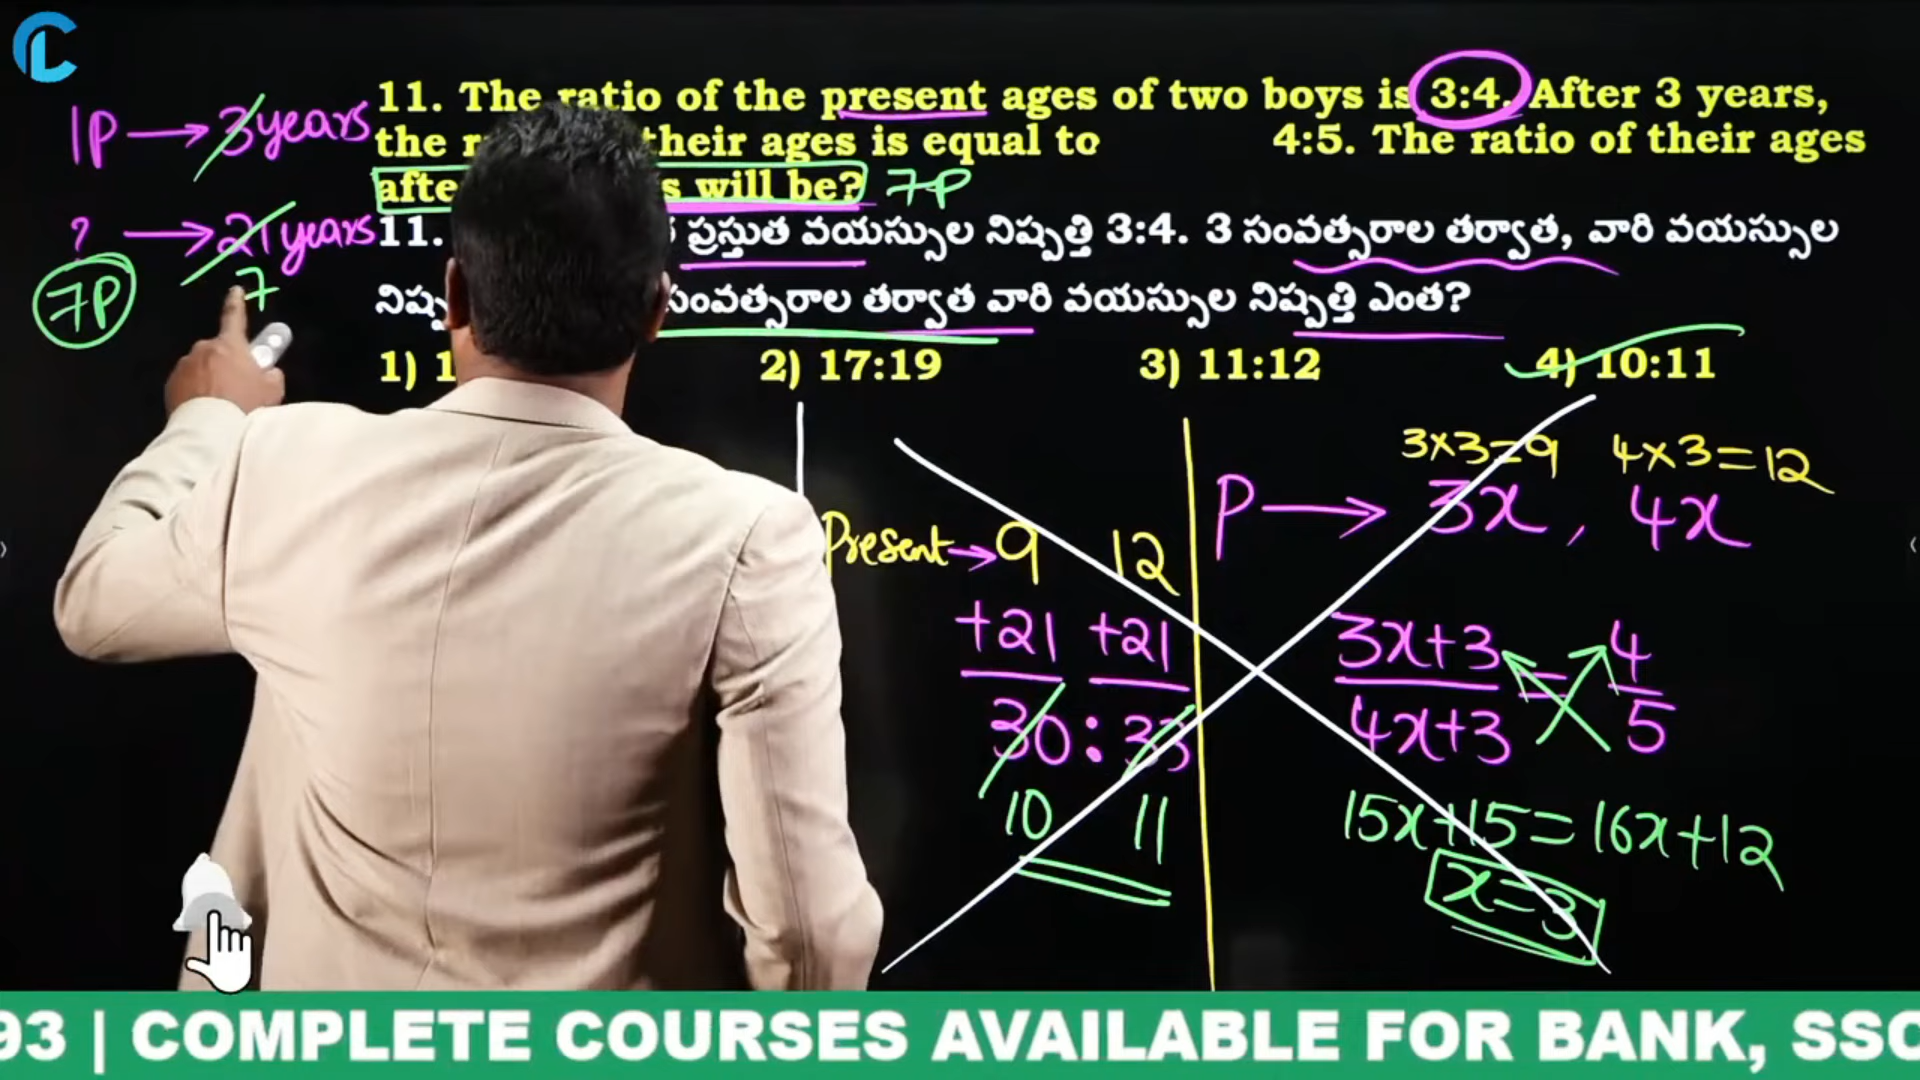 1P → 3 years
11. The ratio of the present ages of two boys is 3:4. After 3 years,
the their ages is equal to 4:5. The ratio of their ages
will be? 7P
? → 21 years
7P
7
11. ప్రస్తుత వయస్సుల నిష్పత్తి 3:4. 3 సంవత్సరాల తర్వాత, వారి వయస్సుల
సంవత్సరాల తర్వాత వారి వయస్సుల నిష్పత్తి ఎంత?
1) 2) 17:19 3) 11:12 4) 10:11
Present → 9 12
+21 +21
30 : 33
10 11
3×3=9 4×3=12
P → 3x , 4x
3x+3 = 4
4x+3 5
15x+15=16x+12
x=3
93 | COMPLETE COURSES AVAILABLE FOR BANK, SSC